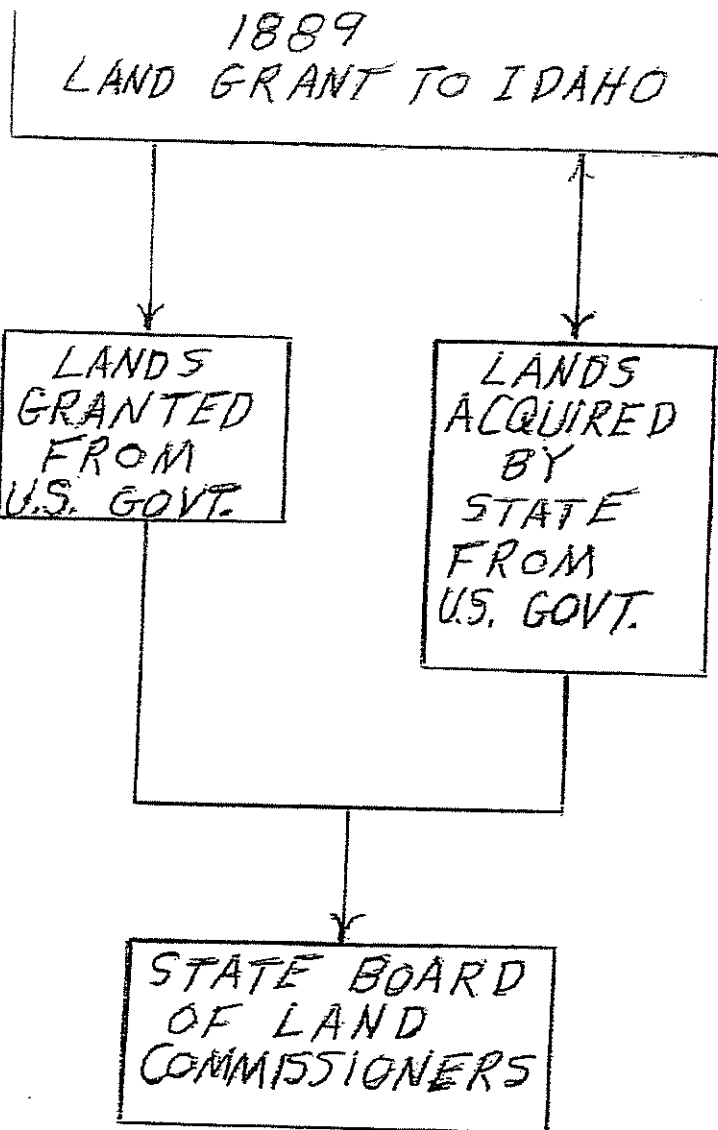 1889
LAND GRANT TO IDAHO
LANDS
GRANTED
FROM
U.S. GOVT.
LANDS
ACQUIRED
BY
STATE
FROM
U.S. GOVT.
STATE BOARD
OF LAND
COMMISSIONERS